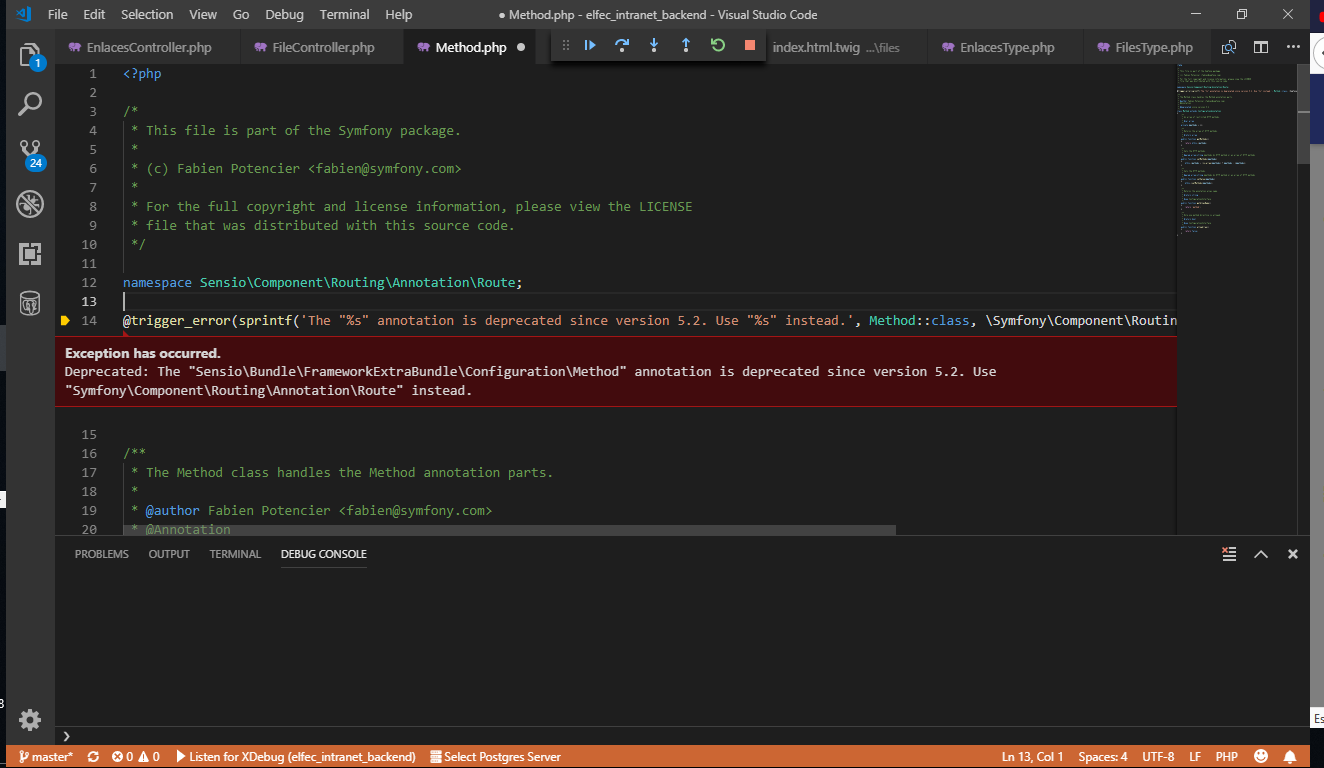 File Edit Selection View Go Debug Terminal Help
● Method.php - elfec_intranet_backend - Visual Studio Code
EnlacesController.php FileController.php Method.php ● index.html.twig ...\files EnlacesType.php FilesType.php
1
24
1 <?php
2
3 /*
4 * This file is part of the Symfony package.
5 *
6 * (c) Fabien Potencier <fabien@symfony.com>
7 *
8 * For the full copyright and license information, please view the LICENSE
9 * file that was distributed with this source code.
10 */
11
12 namespace Sensio\Component\Routing\Annotation\Route;
13
14 @trigger_error(sprintf('The "%s" annotation is deprecated since version 5.2. Use "%s" instead.', Method::class, \Symfony\Component\Routin
Exception has occurred.
Deprecated: The "Sensio\Bundle\FrameworkExtraBundle\Configuration\Method" annotation is deprecated since version 5.2. Use
"Symfony\Component\Routing\Annotation\Route" instead.
15
16 /**
17 * The Method class handles the Method annotation parts.
18 *
19 * @author Fabien Potencier <fabien@symfony.com>
20 * @Annotation
PROBLEMS OUTPUT TERMINAL DEBUG CONSOLE
8
Es
master* 0 0 Listen for XDebug (elfec_intranet_backend) Select Postgres Server Ln 13, Col 1 Spaces: 4 UTF-8 LF PHP